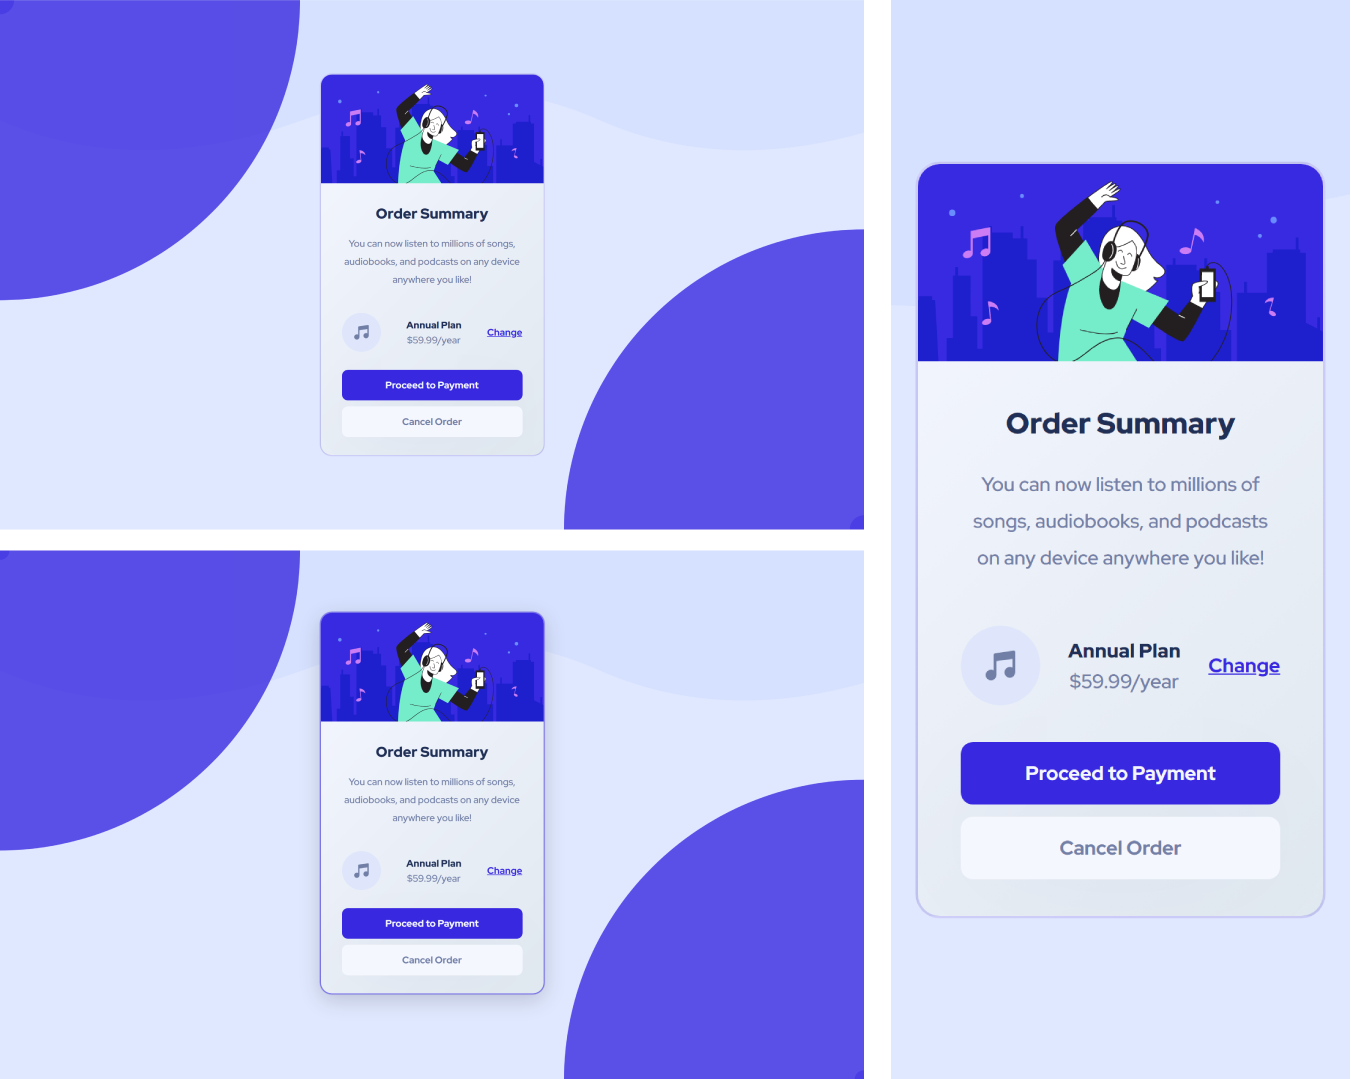 Order Summary
You can now listen to millions of songs,
audiobooks, and podcasts on any device
anywhere you like!
Annual Plan
$59.99/year
Change
Proceed to Payment
Cancel Order
Order Summary
You can now listen to millions of songs,
audiobooks, and podcasts on any device
anywhere you like!
Annual Plan
$59.99/year
Change
Proceed to Payment
Cancel Order
Order Summary
You can now listen to millions of
songs, audiobooks, and podcasts
on any device anywhere you like!
Annual Plan
$59.99/year
Change
Proceed to Payment
Cancel Order